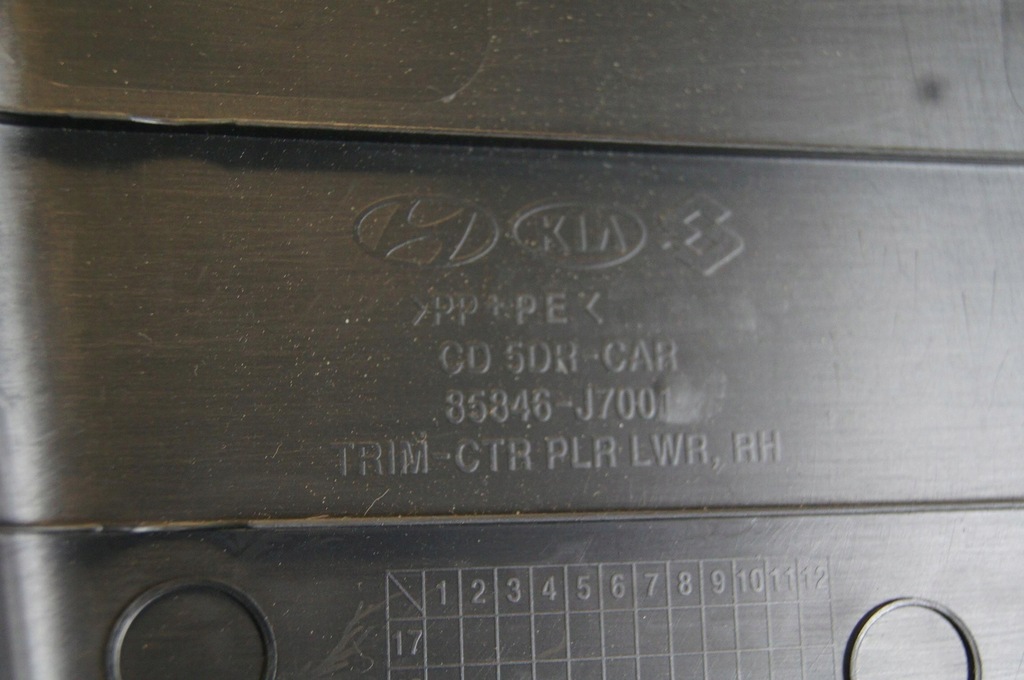 KIA
>PP+PE<
CD 5DR-CAR
85846-J7001
TRIM-CTR PLR LWR, RH
1 2 3 4 5 6 7 8 9 10 11 12
17